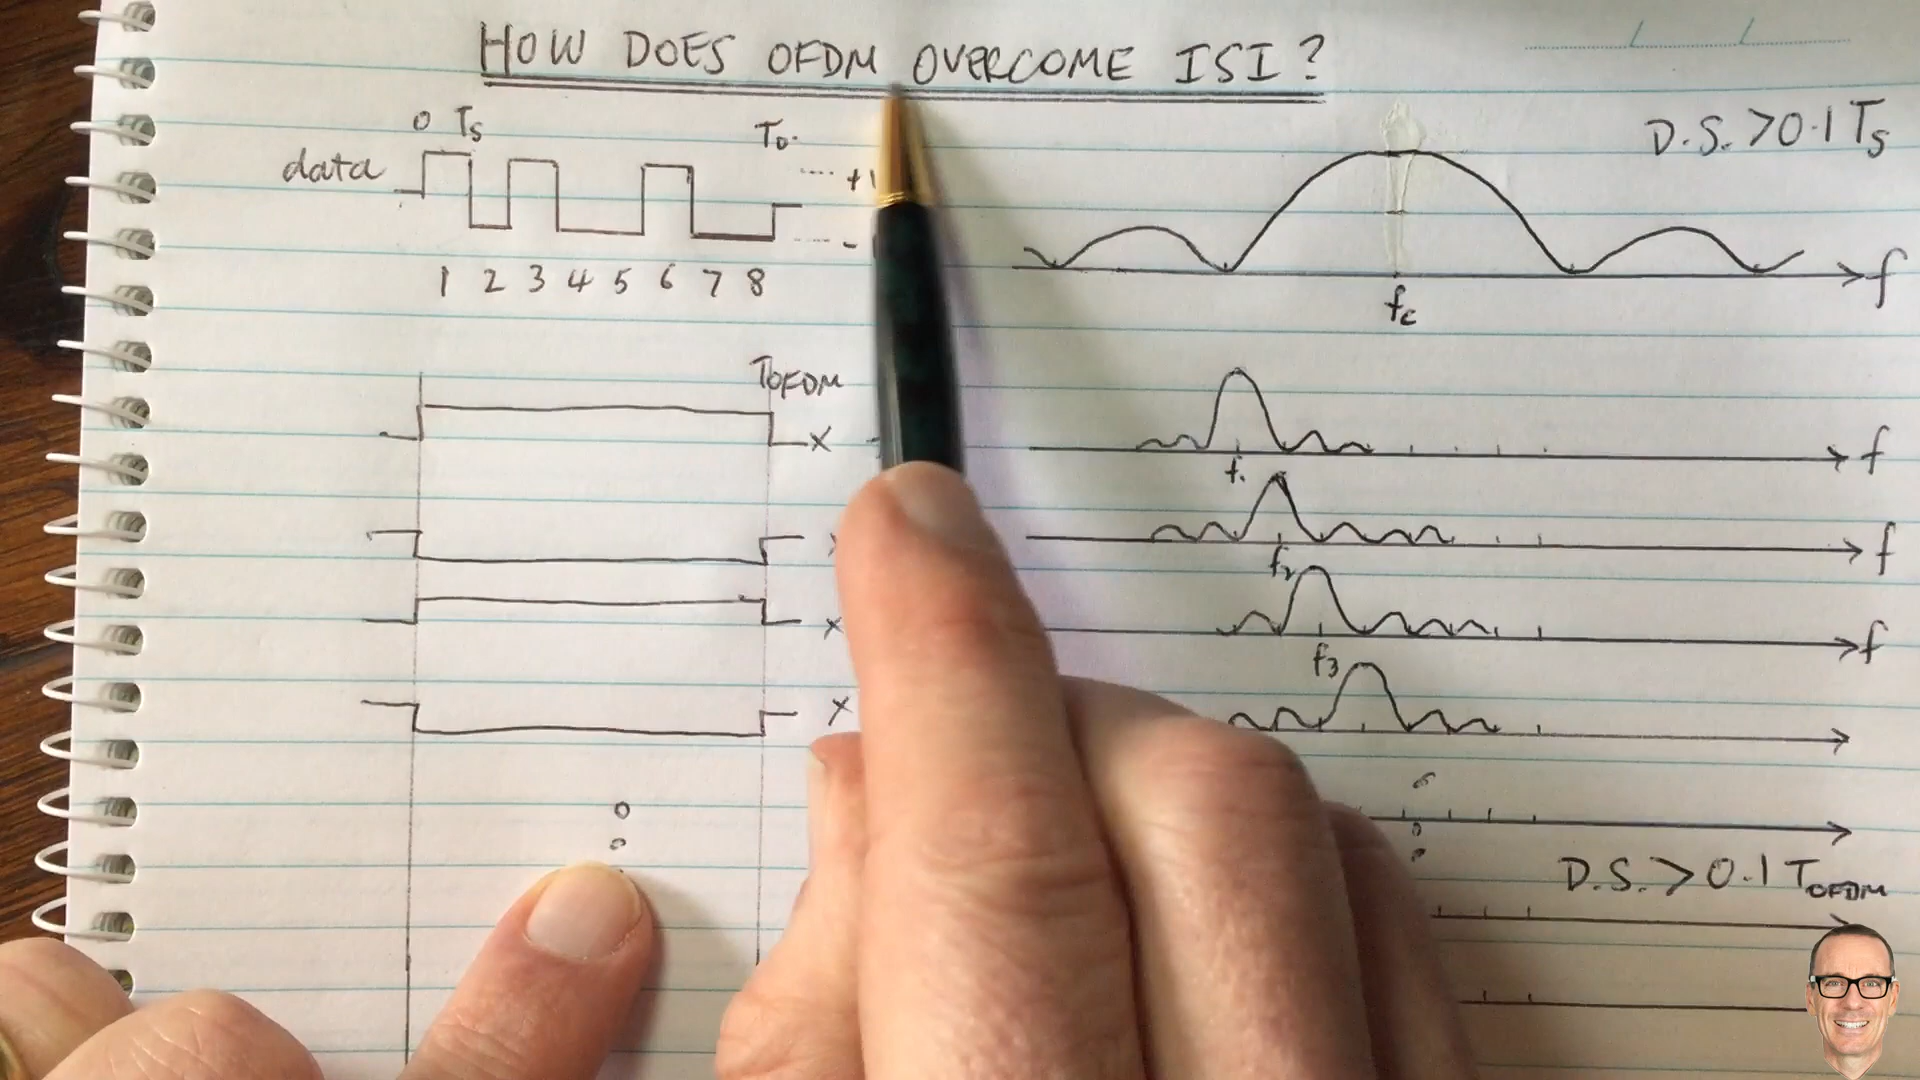 HOW DOES OFDM OVERCOME ISI?
D.S. > 0.1 Ts
0 Ts
data
+1
-
1 2 3 4 5 6 7 8
f
fc
TOFDM
x
f
f1
x
f
f2
x
f
f3
x
D.S. > 0.1 TOFDM